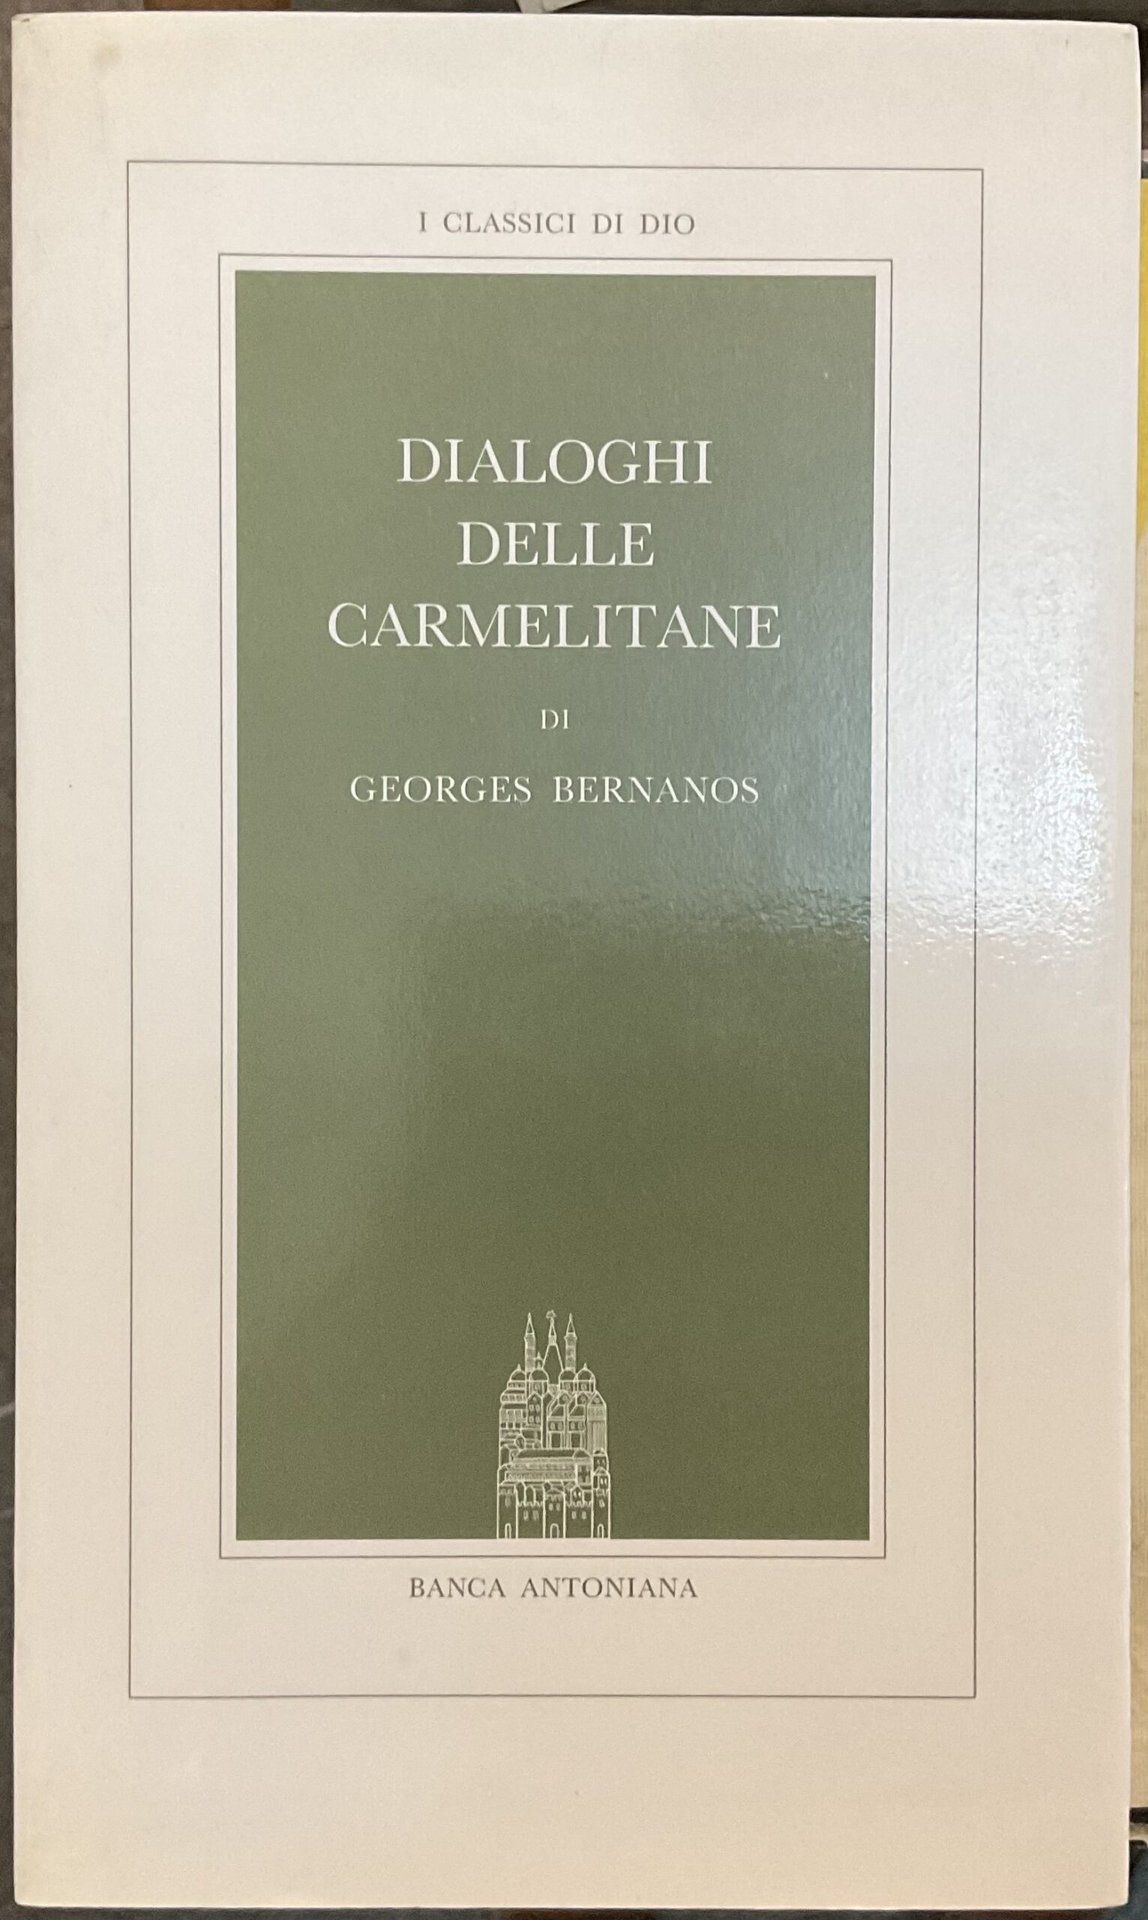 I CLASSICI DI DIO
DIALOGHI
DELLE
CARMELITANE
DI
GEORGES BERNANOS
BANCA ANTONIANA